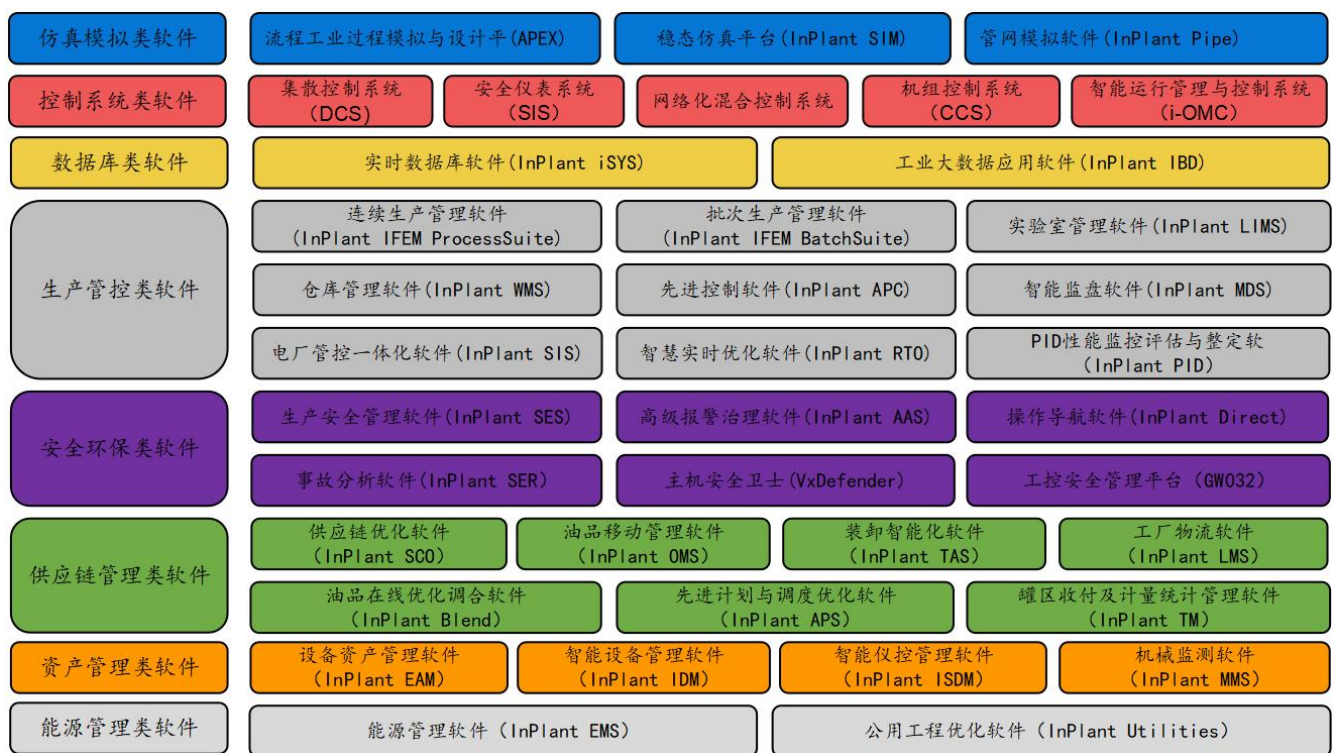 仿真模拟类软件
流程工业过程模拟与设计平(APEX)
稳态仿真平台(InPlant SIM)
管网模拟软件(InPlant Pipe)
控制系统类软件
集散控制系统
(DCS)
安全仪表系统
(SIS)
网络化混合控制系统
机组控制系统
(CCS)
智能运行管理与控制系统
(i-OMC)
数据库类软件
实时数据库软件(InPlant iSYS)
工业大数据应用软件(InPlant IBD)
生产管控类软件
连续生产管理软件
(InPlant IFEM ProcessSuite)
批次生产管理软件
(InPlant IFEM BatchSuite)
实验室管理软件(InPlant LIMS)
仓库管理软件(InPlant WMS)
先进控制软件(InPlant APC)
智能监盘软件(InPlant MDS)
电厂管控一体化软件(InPlant SIS)
智慧实时优化软件(InPlant RTO)
PID性能监控评估与整定软
(InPlant PID)
安全环保类软件
生产安全管理软件(InPlant SES)
高级报警治理软件(InPlant AAS)
操作导航软件(InPlant Direct)
事故分析软件(InPlant SER)
主机安全卫士(VxDefender)
工控安全管理平台（GW032）
供应链管理类软件
供应链优化软件
(InPlant SCO)
油品移动管理软件
(InPlant OMS)
装卸智能化软件
(InPlant TAS)
工厂物流软件
(InPlant LMS)
油品在线优化调合软件
(InPlant Blend)
先进计划与调度优化软件
(InPlant APS)
罐区收付及计量统计管理软件
(InPlant TM)
资产管理类软件
设备资产管理软件
(InPlant EAM)
智能设备管理软件
(InPlant IDM)
智能仪控管理软件
(InPlant ISDM)
机械监测软件
(InPlant MMS)
能源管理类软件
能源管理软件（InPlant EMS)
公用工程优化软件（InPlant Utilities）